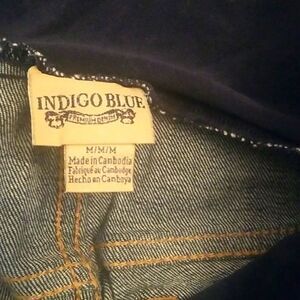 INDIGO BLUE
PREMIUM DENIM
M/M/M
Made in Cambodia
Fabriqué au Cambodge
Hecho en Camboya